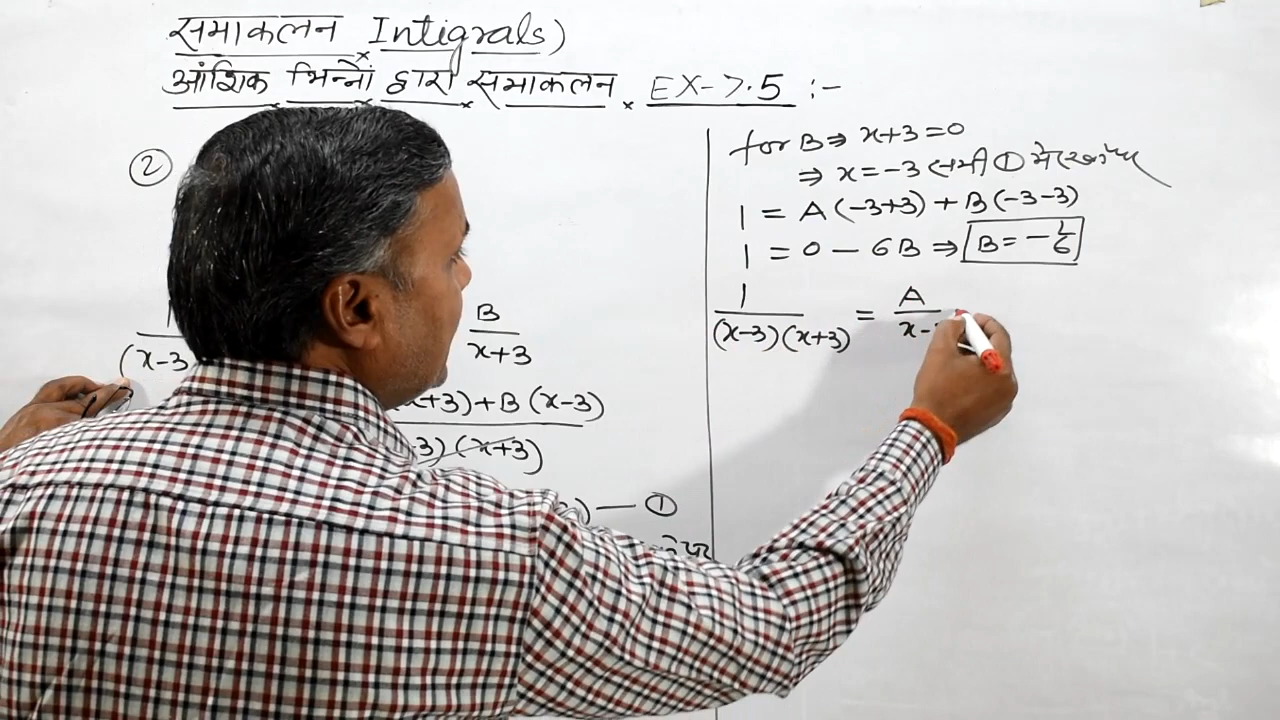 समाकलन Intigrals)
आंशिक भिन्नों द्वारा समाकलन EX-7.5 :-
②
(x-3
B
x+3
x+3)+B(x-3)
3)(x+3)
) — ①
for B⇒ x+3=0
⇒ x=-3 समी ① में रखने पर
1 = A(-3+3) + B(-3-3)
1 = 0 - 6B ⇒ B=-1/6
1/(x-3)(x+3) = A/x-